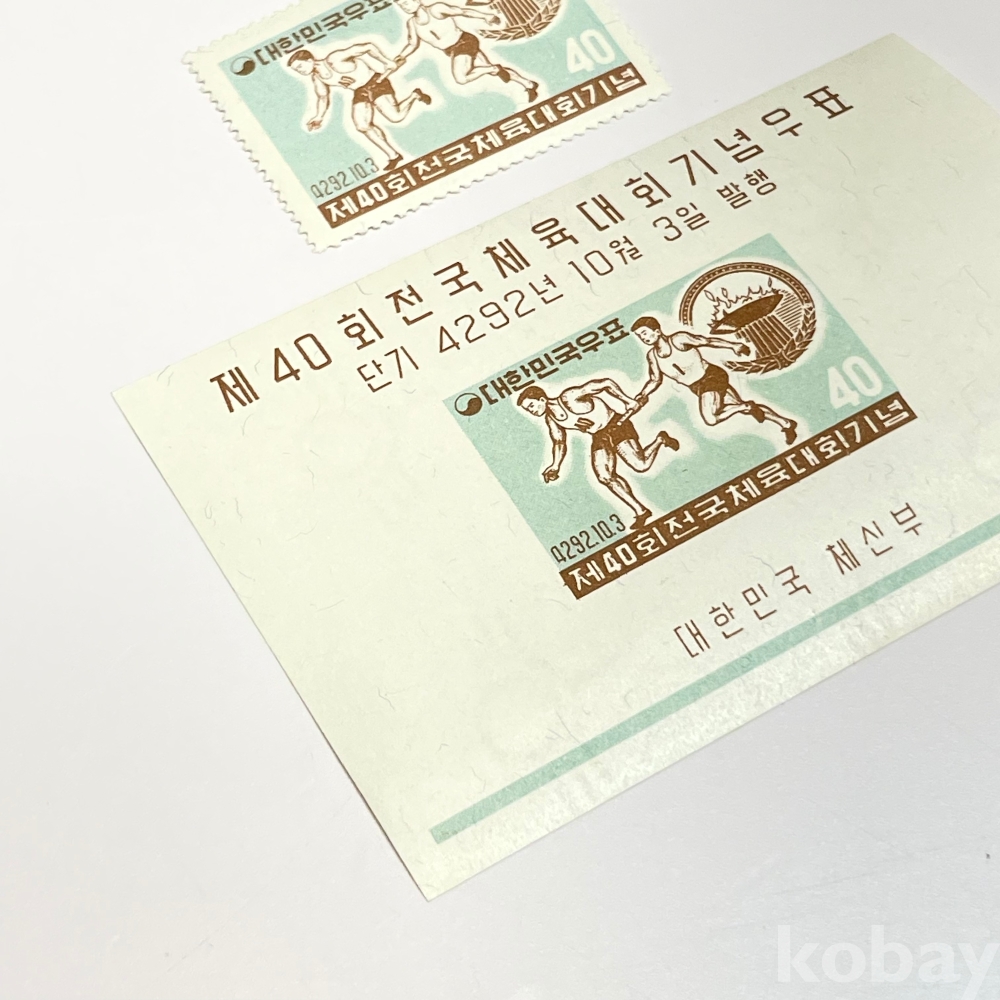 대한민국우표
40
4292.10.3
제40회전국체육대회기념
제40회전국체육대회기념우표
단기 4292년 10월 3일 발행
대한민국우표
40
4292.10.3
제40회전국체육대회기념
대한민국 체신부
kobay